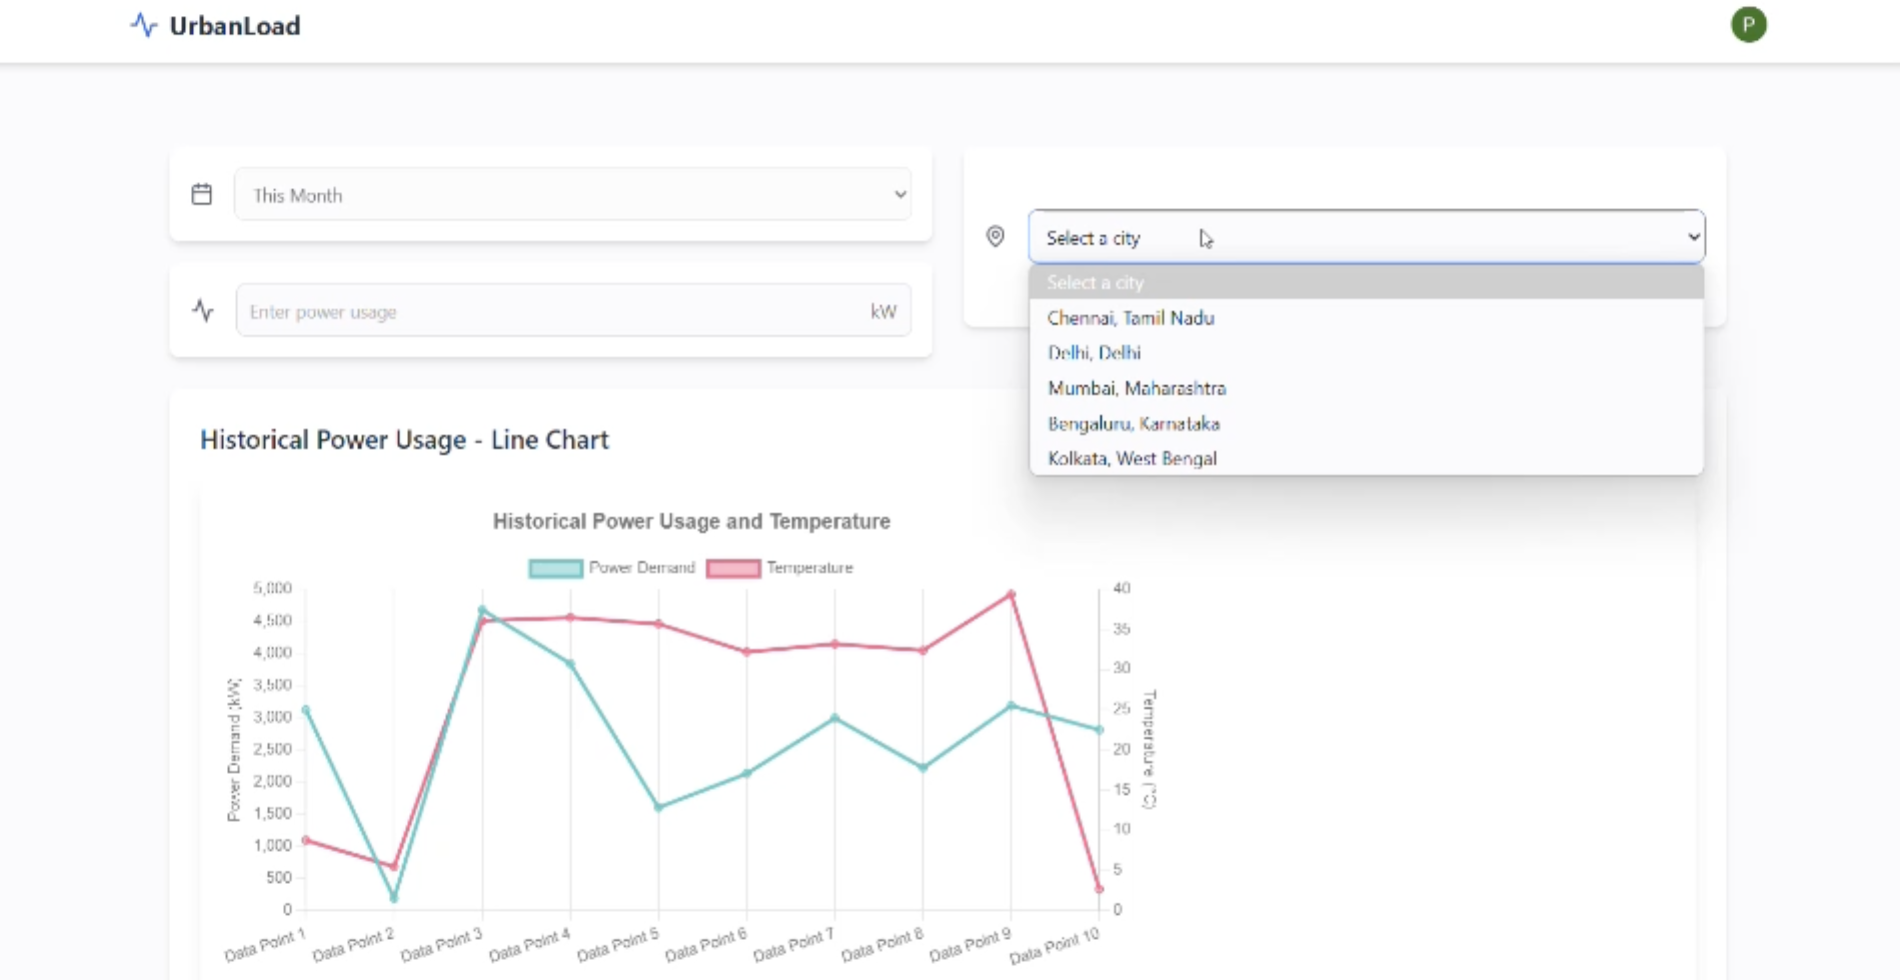 UrbanLoad
P
This Month
Select a city
Select a city
Chennai, Tamil Nadu
Delhi, Delhi
Mumbai, Maharashtra
Bengaluru, Karnataka
Kolkata, West Bengal
Enter power usage kW
Historical Power Usage - Line Chart
Historical Power Usage and Temperature
Power Demand Temperature
5,000
4,500
4,000
3,500
3,000
2,500
2,000
1,500
1,000
500
0
Power Demand (kW)
40
35
30
25
20
15
10
5
0
Temperature (°C)
Data Point 1 Data Point 2 Data Point 3 Data Point 4 Data Point 5 Data Point 6 Data Point 7 Data Point 8 Data Point 9 Data Point 10